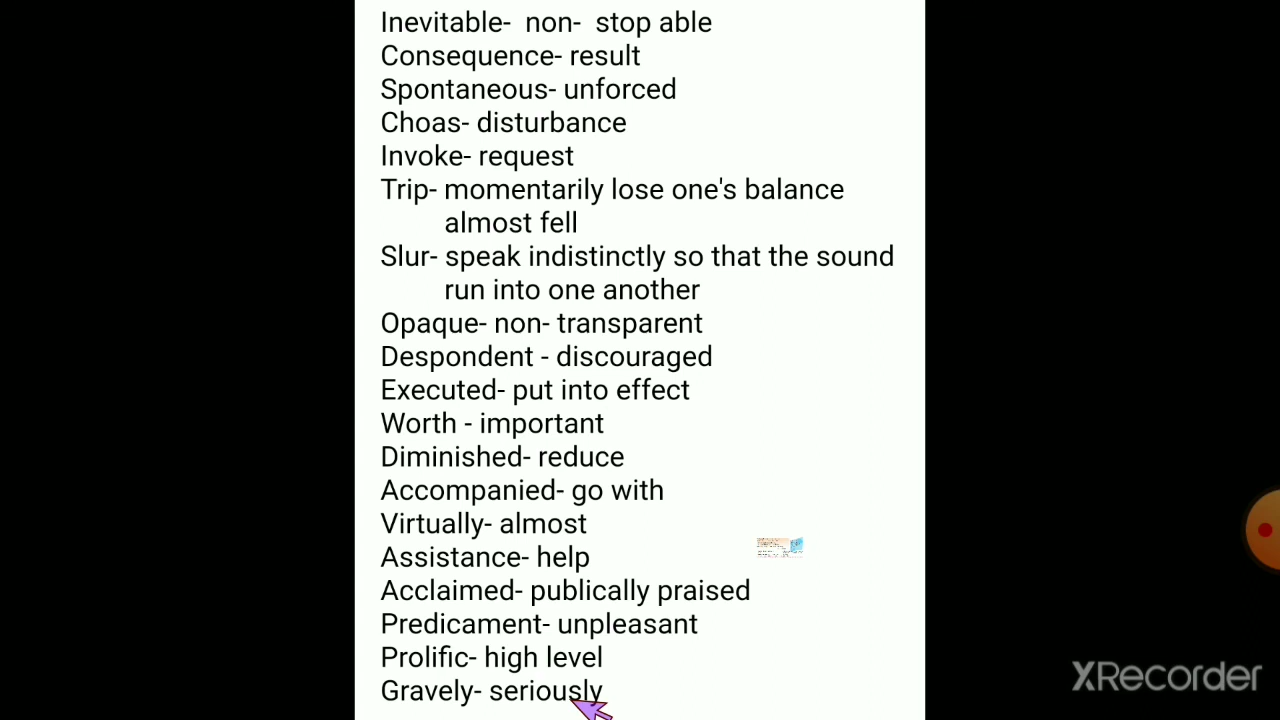 Inevitable- non- stop able
Consequence- result
Spontaneous- unforced
Choas- disturbance
Invoke- request
Trip- momentarily lose one's balance
almost fell
Slur- speak indistinctly so that the sound
run into one another
Opaque- non- transparent
Despondent - discouraged
Executed- put into effect
Worth - important
Diminished- reduce
Accompanied- go with
Virtually- almost
Assistance- help
Acclaimed- publically praised
Predicament- unpleasant
Prolific- high level
Gravely- seriously
XRecorder